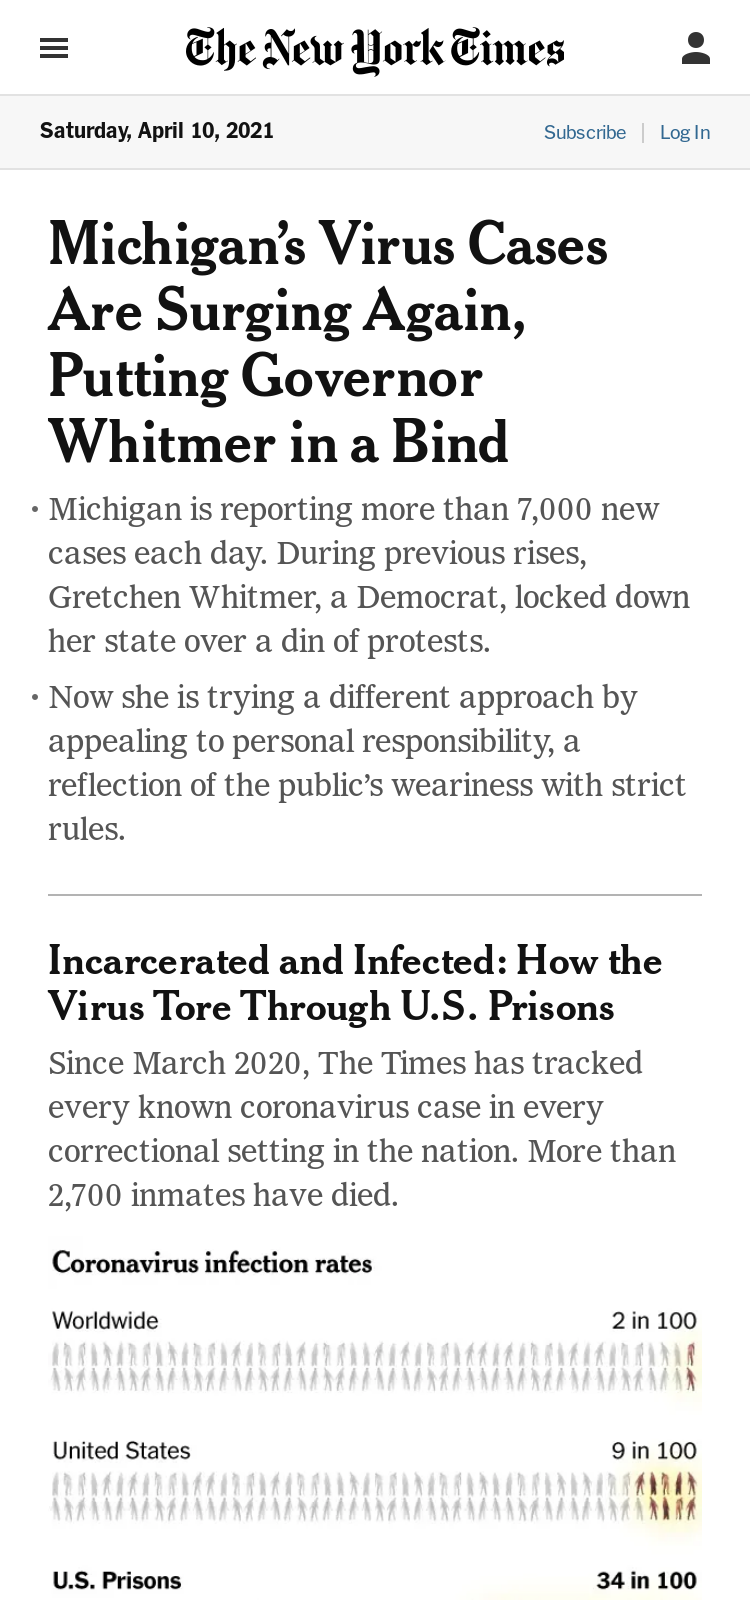 The New York Times
Saturday, April 10, 2021
Subscribe | Log In
Michigan’s Virus Cases
Are Surging Again,
Putting Governor
Whitmer in a Bind
• Michigan is reporting more than 7,000 new
cases each day. During previous rises,
Gretchen Whitmer, a Democrat, locked down
her state over a din of protests.
• Now she is trying a different approach by
appealing to personal responsibility, a
reflection of the public’s weariness with strict
rules.
Incarcerated and Infected: How the
Virus Tore Through U.S. Prisons
Since March 2020, The Times has tracked
every known coronavirus case in every
correctional setting in the nation. More than
2,700 inmates have died.
Coronavirus infection rates
Worldwide 2 in 100
United States 9 in 100
U.S. Prisons 34 in 100